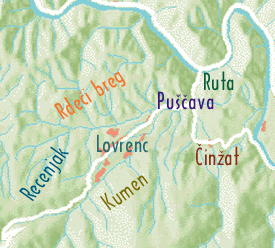 Rdeči breg
Ruta
Puščava
Lovrenc
Činžat
Recenjak
Kumen